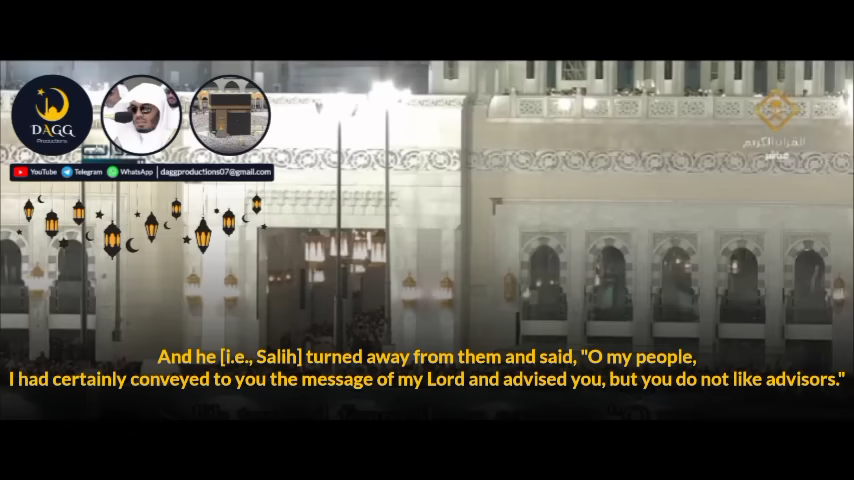 DAGG
Productions
YouTube Telegram WhatsApp daggproductions07@gmail.com
القرآن الكريم
مباشر
And he [i.e., Salih] turned away from them and said, "O my people,
I had certainly conveyed to you the message of my Lord and advised you, but you do not like advisors."